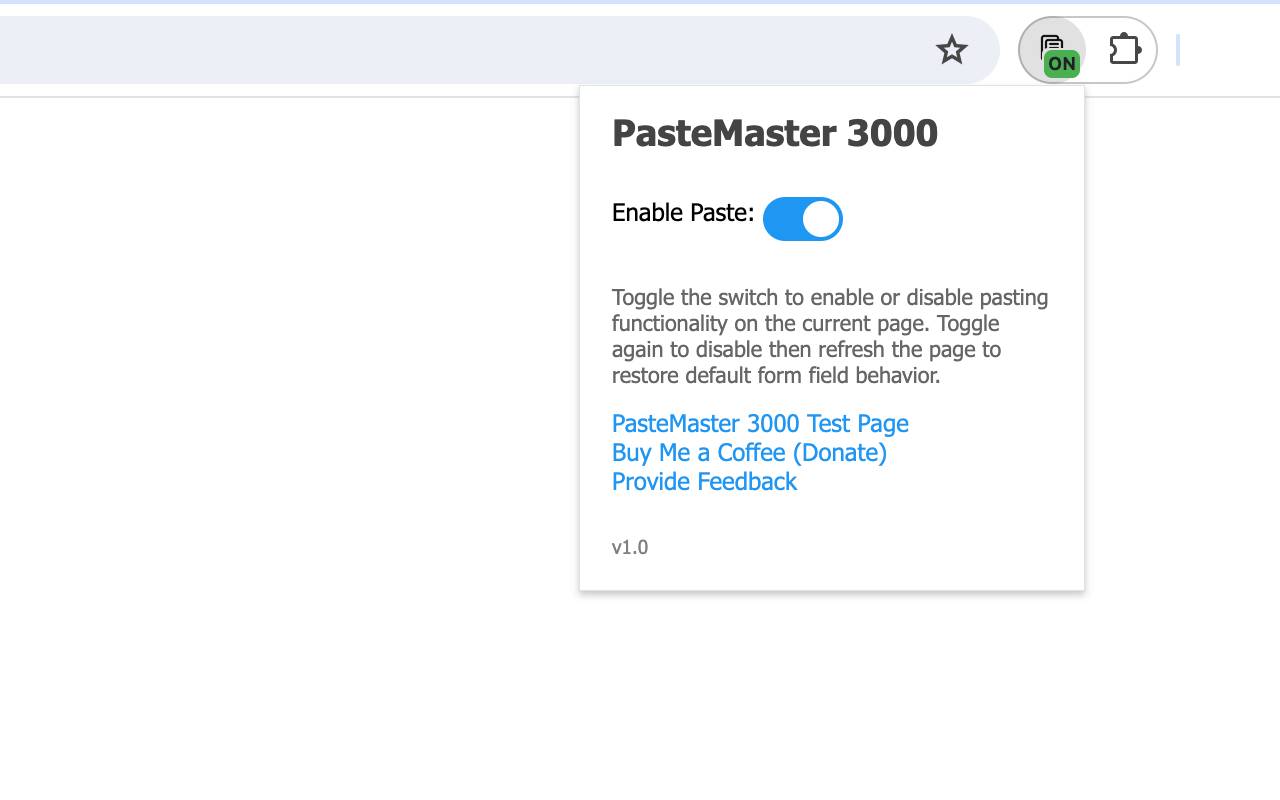 ON
PasteMaster 3000
Enable Paste:
Toggle the switch to enable or disable pasting
functionality on the current page. Toggle
again to disable then refresh the page to
restore default form field behavior.
PasteMaster 3000 Test Page
Buy Me a Coffee (Donate)
Provide Feedback
v1.0